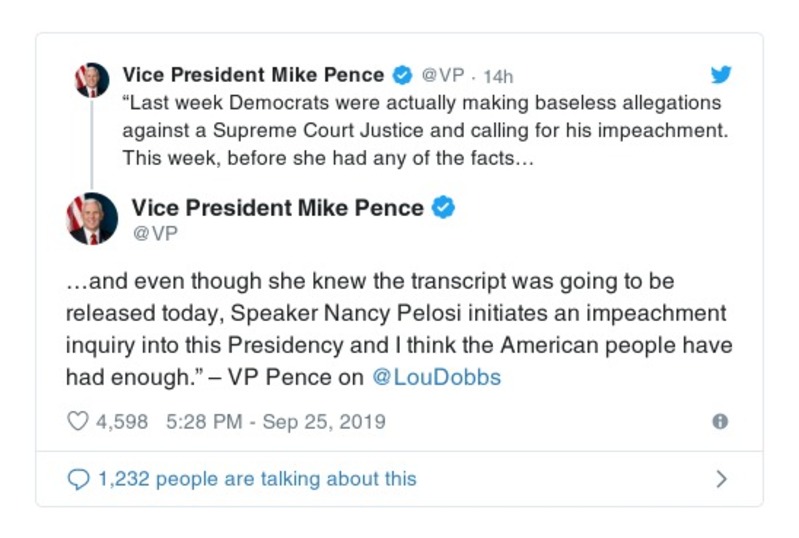 Vice President Mike Pence @VP · 14h
“Last week Democrats were actually making baseless allegations
against a Supreme Court Justice and calling for his impeachment.
This week, before she had any of the facts…
Vice President Mike Pence
@VP
…and even though she knew the transcript was going to be
released today, Speaker Nancy Pelosi initiates an impeachment
inquiry into this Presidency and I think the American people have
had enough.” – VP Pence on @LouDobbs
4,598 5:28 PM - Sep 25, 2019
1,232 people are talking about this